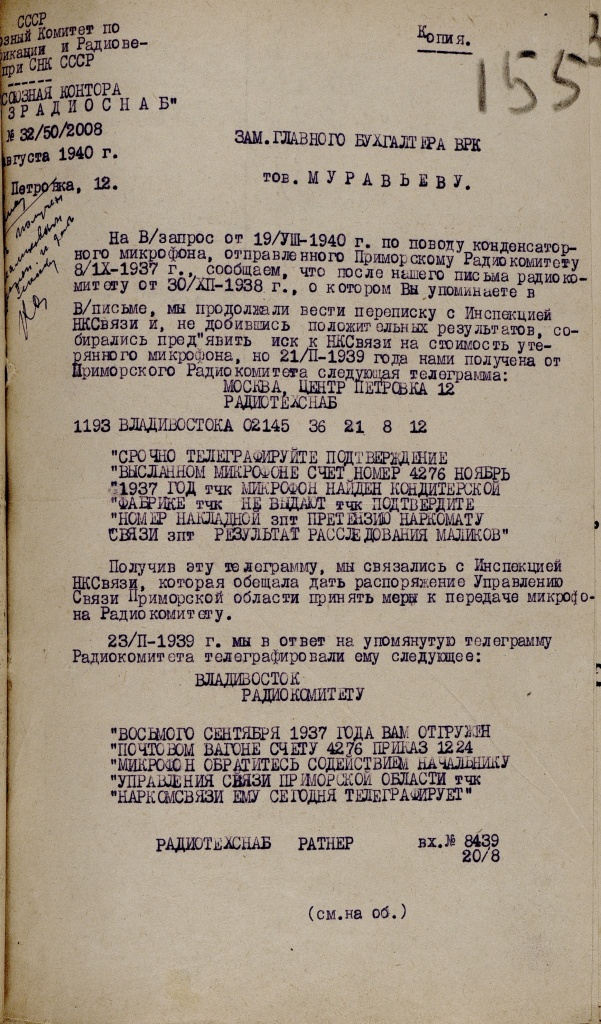 СССР
зный Комитет по
икации и Радиове-
при СНК СССР
СОЮЗНАЯ КОНТОРА
З Р А Д И О С Н А Б"
№ 32/50/2008
вгуста 1940 г.
Петровка, 12.
Копия.
155
ЗАМ.ГЛАВНОГО БУХГАЛТЕРА ВРК
тов. М У Р А В Ь Е В У.
На В/запрос от 19/УШ-1940 г. по поводу конденсатор-
ного микрофона, отправленного Приморскому Радиокомитету
8/IX-1937 г., сообщаем, что после нашего письма радиоко-
митету от 30/ХП-1938 г., о котором Вы упоминаете в
В/письме, мы продолжали вести переписку с Инспекцией
НКСвязи и, не добившись положительных результатов, со-
бирались пред"явить иск к НКСвязи на стоимость уте-
рянного микрофона, но 21/П-1939 года нами получена от
Приморского Радиокомитета следующая телеграмма:
МОСКВА, ЦЕНТР ПЕТРОВКА 12
РАДИОТЕХСНАБ
1193 ВЛАДИВОСТОКА 02145 36 21 8 12
"СРОЧНО ТЕЛЕГРАФИРУЙТЕ ПОДТВЕРЖДЕНИЕ
"ВЫСЛАННОМ МИКРОФОНЕ СЧЕТ НОМЕР 4276 НОЯБРЬ
"1937 ГОД тчк МИКРОФОН НАЙДЕН КОНДИТЕРСКОЙ
"ФАБРИКЕ тчк НЕ ВЫДАЮТ тчк ПОДТВЕРДИТЕ
"НОМЕР НАКЛАДНОЙ зпт ПРЕТЕНЗИЮ НАРКОМАТУ
СВЯЗИ зпт РЕЗУЛЬТАТ РАССЛЕДОВАНИЯ МАЛИКОВ"
Получив эту телеграмму, мы связались с Инспекцией
НКСвязи, которая обещала дать распоряжение Управлению
Связи Приморской области принять меры к передаче микрофо-
на Радиокомитету.
23/П-1939 г. мы в ответ на упомянутую телеграмму
Радиокомитета телеграфировали ему следующее:
ВЛАДИВОСТОК
РАДИОКОМИТЕТУ
"ВОСЬМОГО СЕНТЯБРЯ 1937 ГОДА ВАМ ОТГРУЖЕН
"ПОЧТОВОМ ВАГОНЕ СЧЕТУ 4276 ПРИКАЗ 1224
"МИКРОФОН ОБРАТИТЕСЬ СОДЕЙСТВИЕМ НАЧАЛЬНИКУ
"УПРАВЛЕНИЯ СВЯЗИ ПРИМОРСКОЙ ОБЛАСТИ тчк
"НАРКОМСВЯЗИ ЕМУ СЕГОДНЯ ТЕЛЕГРАФИРУЕТ"
РАДИОТЕХСНАБ РАТНЕР вх.№ 8439
20/8
(см.на об.)